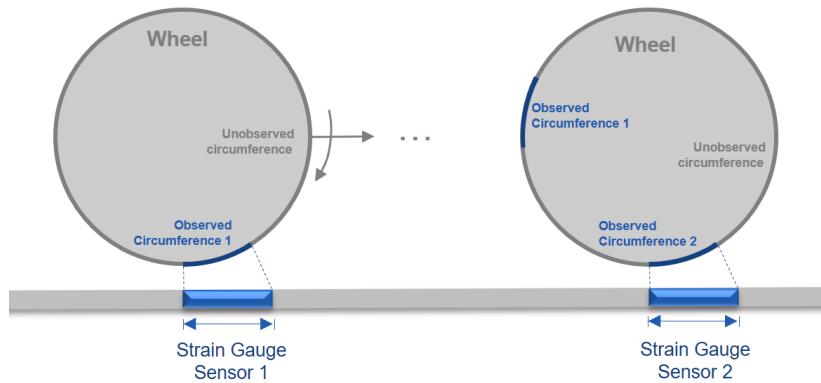 Wheel
Unobserved
circumference
. . .
Observed
Circumference 1
Strain Gauge
Sensor 1
Wheel
Observed
Circumference 1
Unobserved
circumference
Observed
Circumference 2
Strain Gauge
Sensor 2